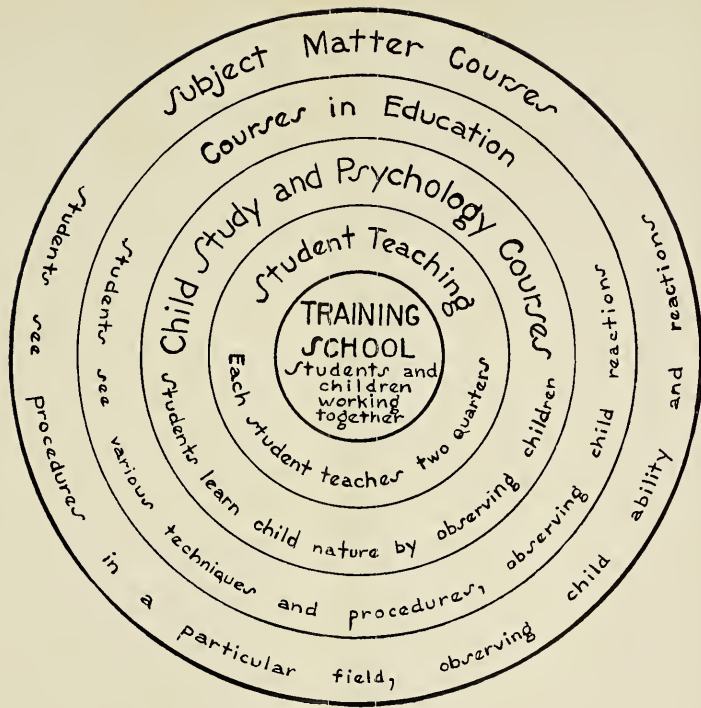 Subject Matter Courses
Students see procedures in a particular field, observing child ability and reactions
Courses in Education
Students see various techniques and procedures, observing child reactions
Child Study and Psychology Courses
Students learn child nature by observing children
Student Teaching
Each student teaches two quarters
TRAINING
SCHOOL
Students and
children
working
together